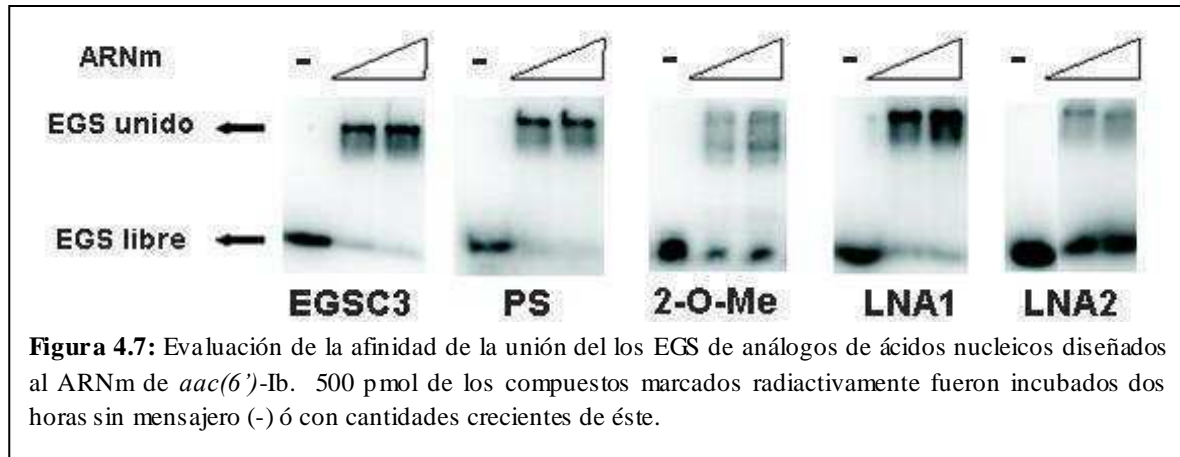 ARNm - - - - -
EGS unido
EGS libre
EGSC3 PS 2-O-Me LNA1 LNA2
Figura 4.7: Evaluación de la afinidad de la unión del los EGS de análogos de ácidos nucleicos diseñados
al ARNm de aac(6’)-Ib. 500 pmol de los compuestos marcados radiactivamente fueron incubados dos
horas sin mensajero (-) ó con cantidades crecientes de éste.